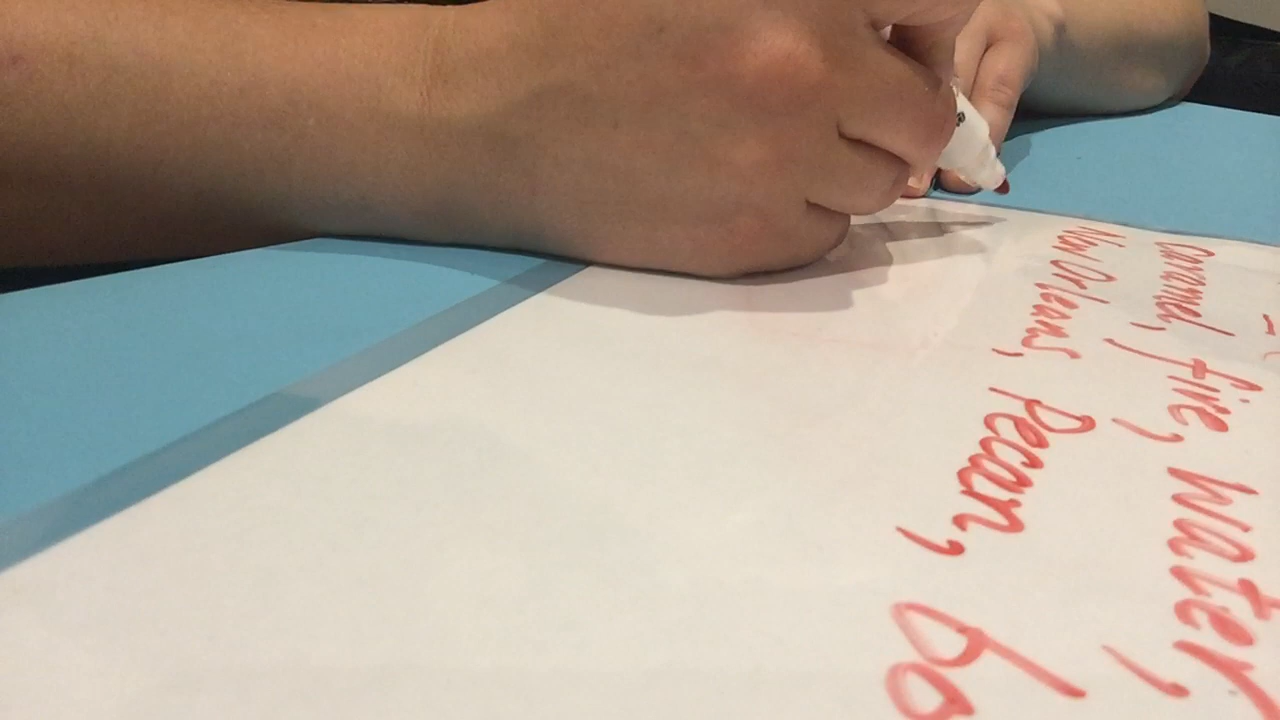 caramel, fire, water,
New Orleans, Pecan, bo